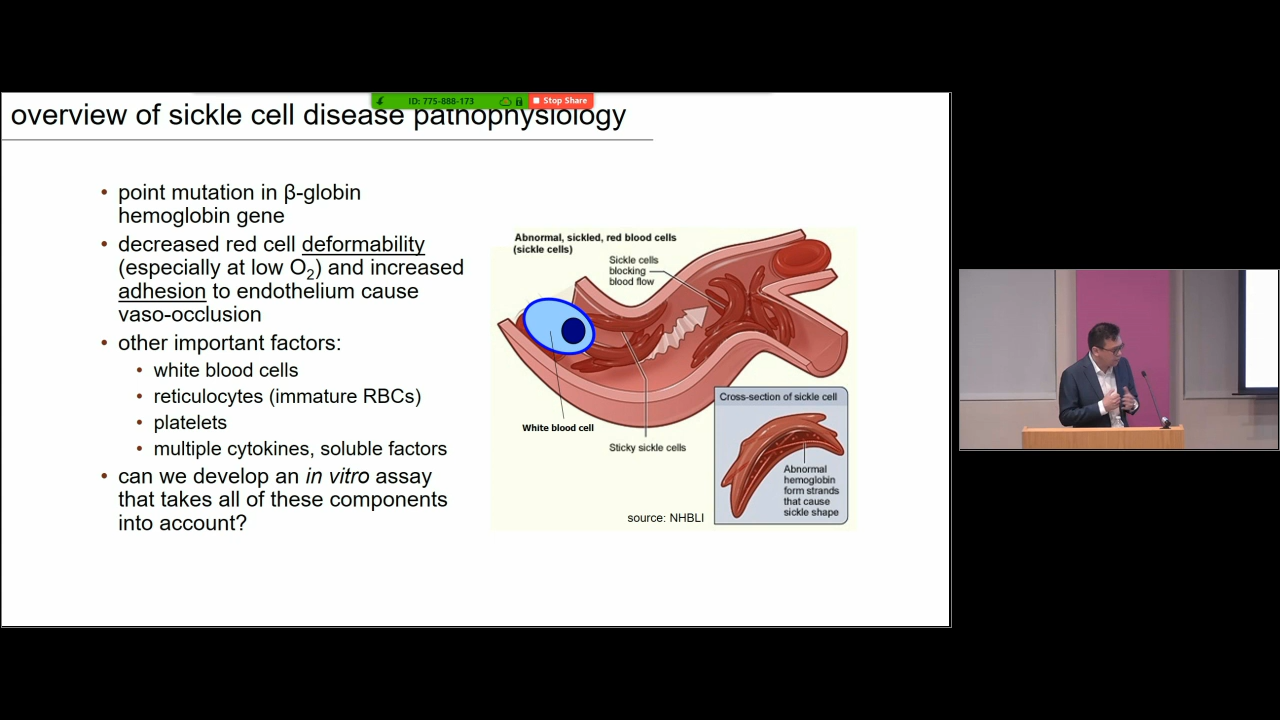 ID: 775-888-173
Stop Share
overview of sickle cell disease pathophysiology
• point mutation in β-globin
hemoglobin gene
• decreased red cell deformability
(especially at low O₂) and increased
adhesion to endothelium cause
vaso-occlusion
• other important factors:
• white blood cells
• reticulocytes (immature RBCs)
• platelets
• multiple cytokines, soluble factors
• can we develop an in vitro assay
that takes all of these components
into account?
Abnormal, sickled, red blood cells
(sickle cells)
Sickle cells
blocking
blood flow
White blood cell
Sticky sickle cells
Cross-section of sickle cell
Abnormal
hemoglobin
form strands
that cause
sickle shape
source: NHBLI